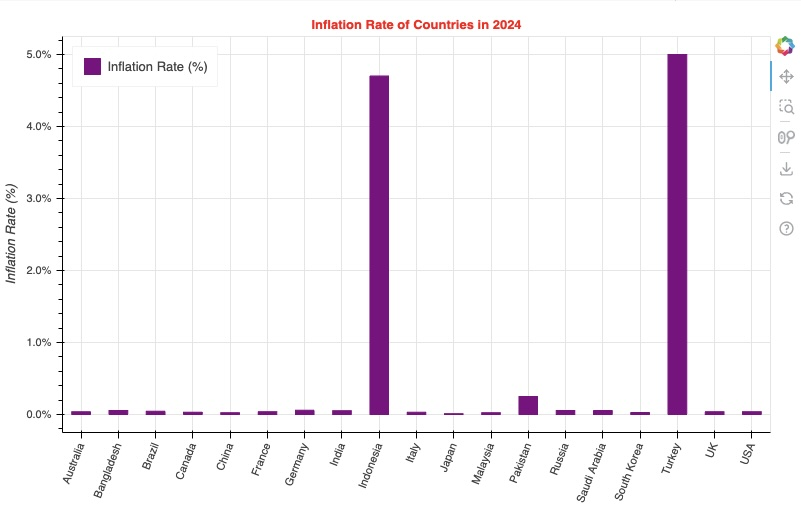 Inflation Rate of Countries in 2024
Inflation Rate (%)
5.0%
4.0%
3.0%
2.0%
1.0%
0.0%
Inflation Rate (%)
Australia
Bangladesh
Brazil
Canada
China
France
Germany
India
Indonesia
Italy
Japan
Malaysia
Pakistan
Russia
Saudi Arabia
South Korea
Turkey
UK
USA